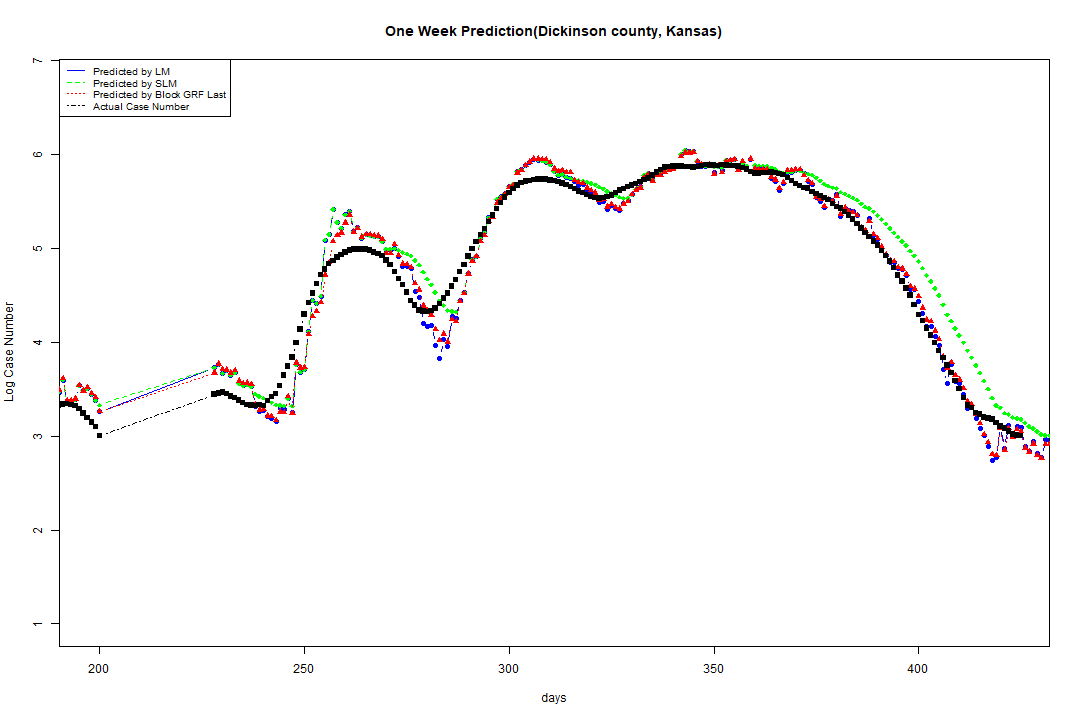 One Week Prediction(Dickinson county, Kansas)
Predicted by LM
Predicted by SLM
Predicted by Block GRF Last
Actual Case Number
Log Case Number
7
6
5
4
3
2
1
200 250 300 350 400
days